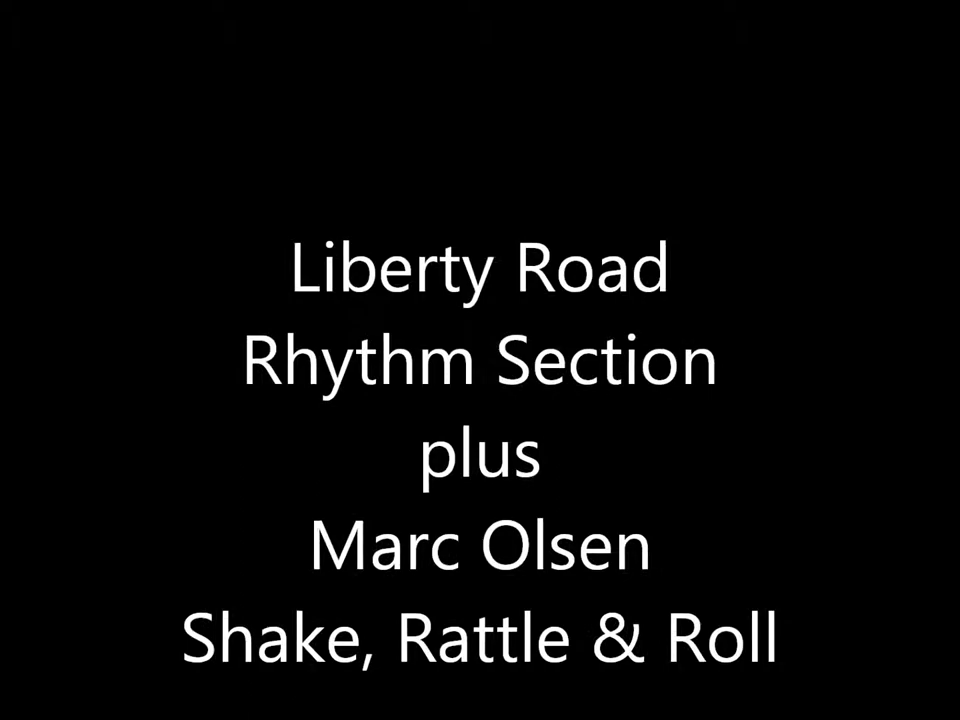 Liberty Road
Rhythm Section
plus
Marc Olsen
Shake, Rattle & Roll